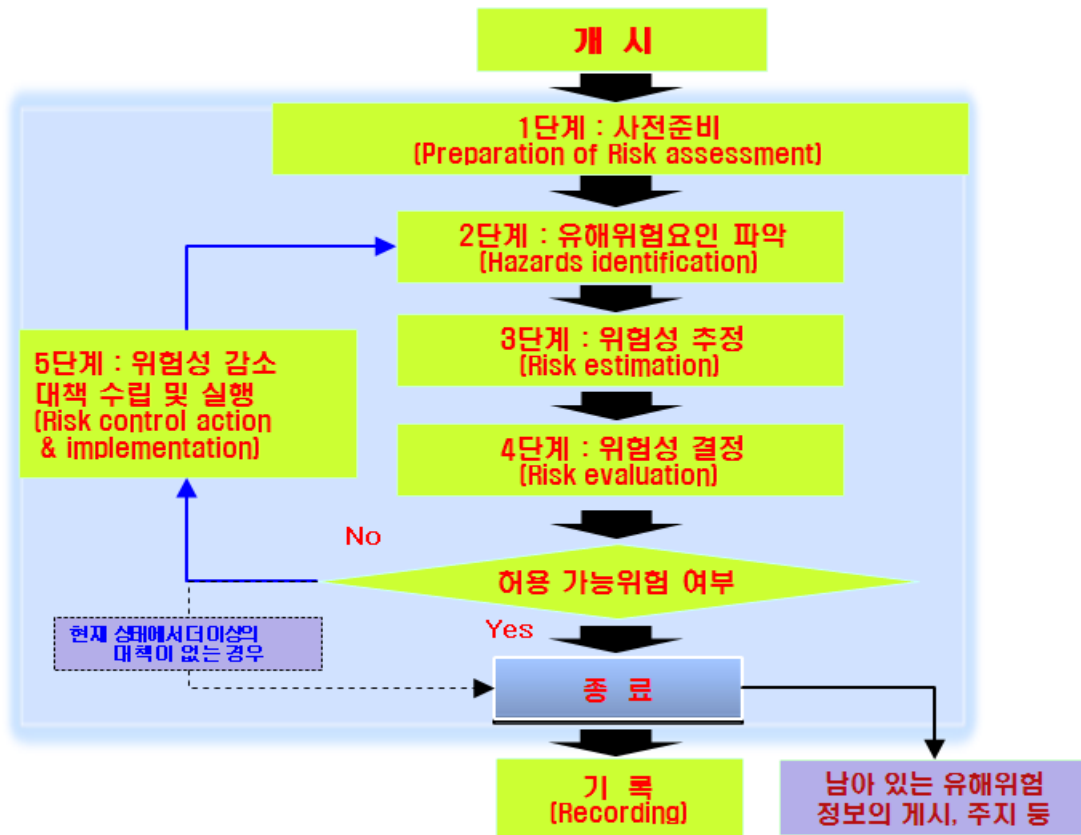 개 시
1단계 : 사전준비
(Preparation of Risk assessment)
2단계 : 유해위험요인 파악
(Hazards identification)
3단계 : 위험성 추정
(Risk estimation)
5단계 : 위험성 감소
대책 수립 및 실행
(Risk control action
& implementation)
4단계 : 위험성 결정
(Risk evaluation)
No
허용 가능위험 여부
Yes
현재 상태에서 더 이상의
대책이 없는 경우
종 료
기 록
(Recording)
남아 있는 유해위험
정보의 게시, 주지 등